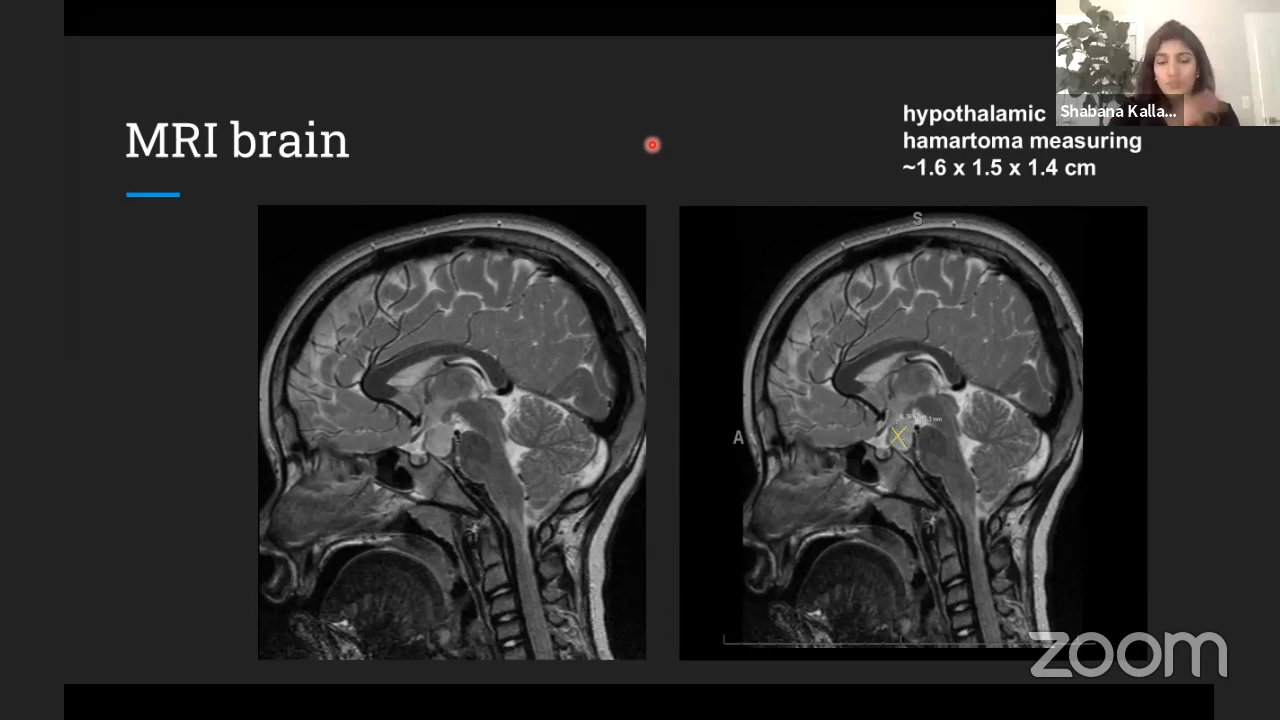 Shabana Kalla...
MRI brain
hypothalamic
hamartoma measuring
~1.6 x 1.5 x 1.4 cm
S
A
zoom